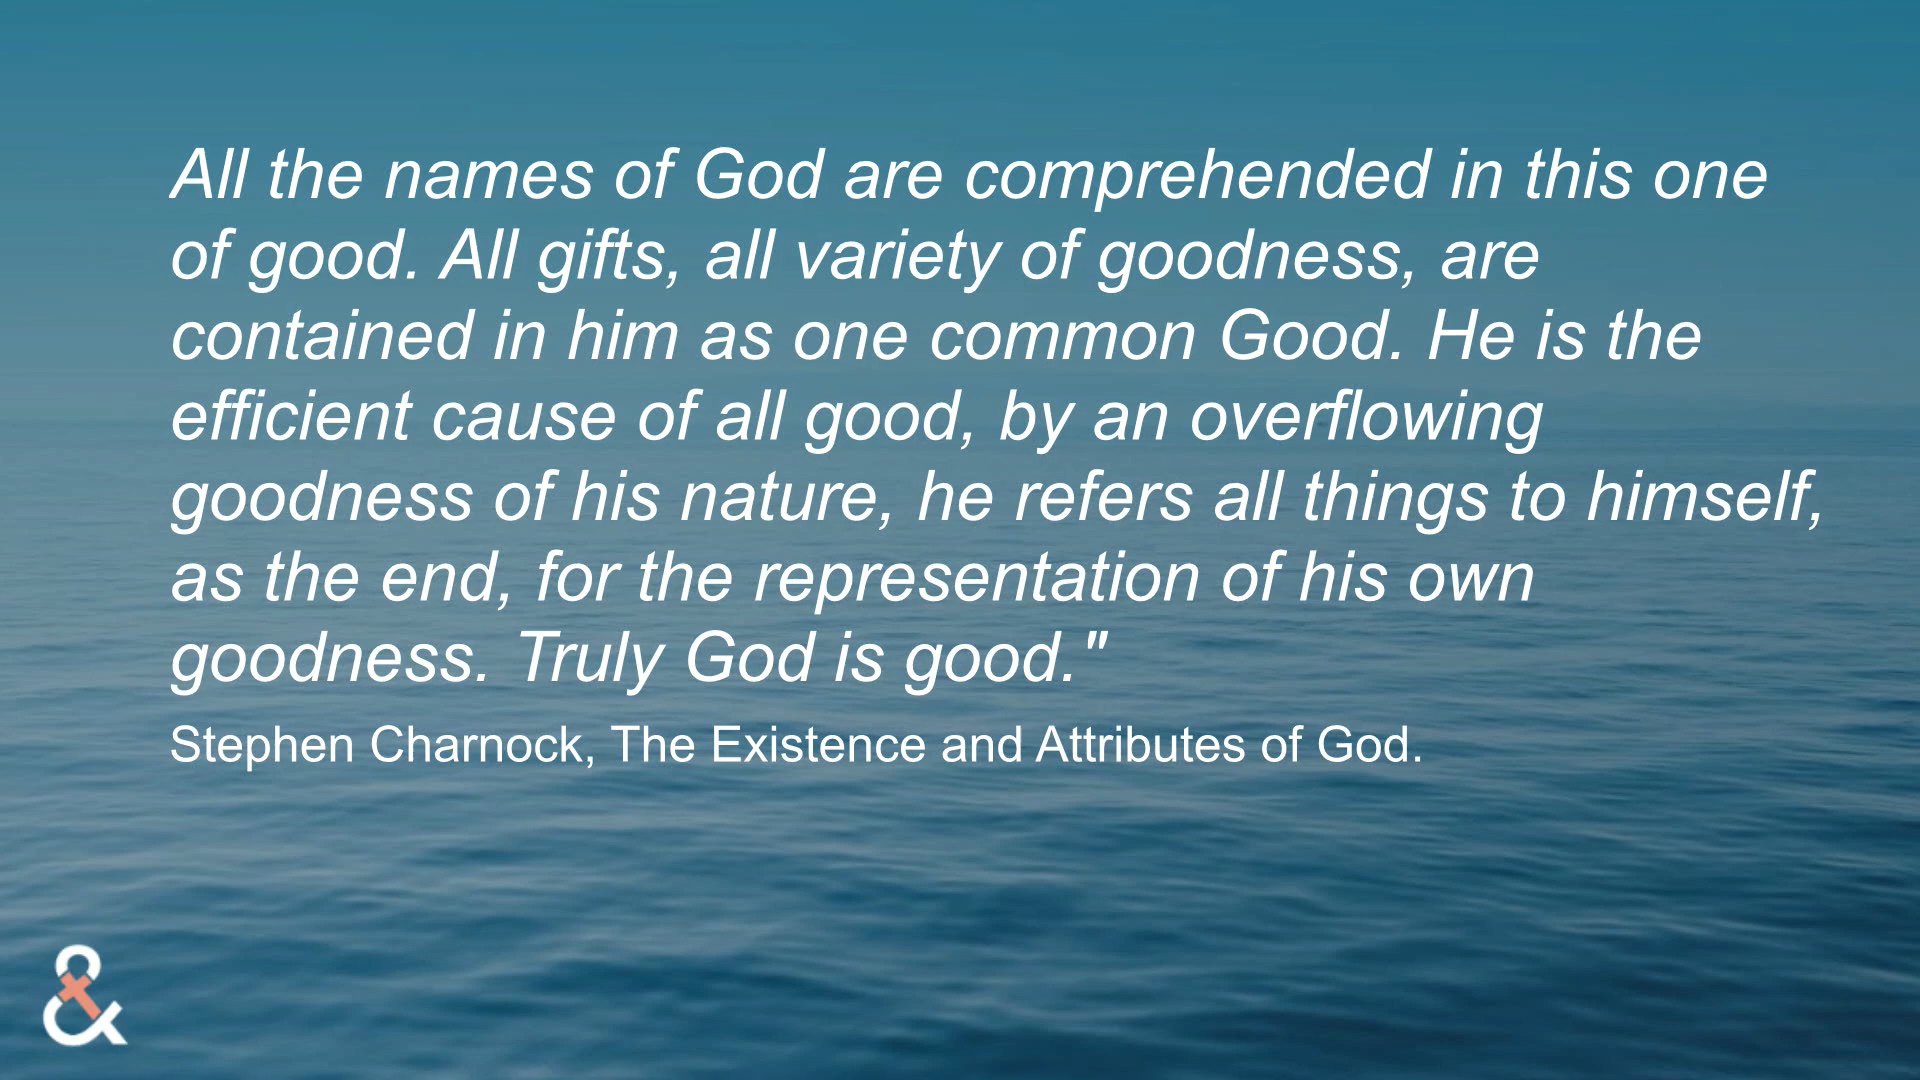 All the names of God are comprehended in this one
of good. All gifts, all variety of goodness, are
contained in him as one common Good. He is the
efficient cause of all good, by an overflowing
goodness of his nature, he refers all things to himself,
as the end, for the representation of his own
goodness. Truly God is good."
Stephen Charnock, The Existence and Attributes of God.
&